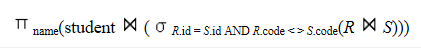 π name(student ⋈ ( σ R.id = S.id AND R.code <> S.code(R ⋈ S)))